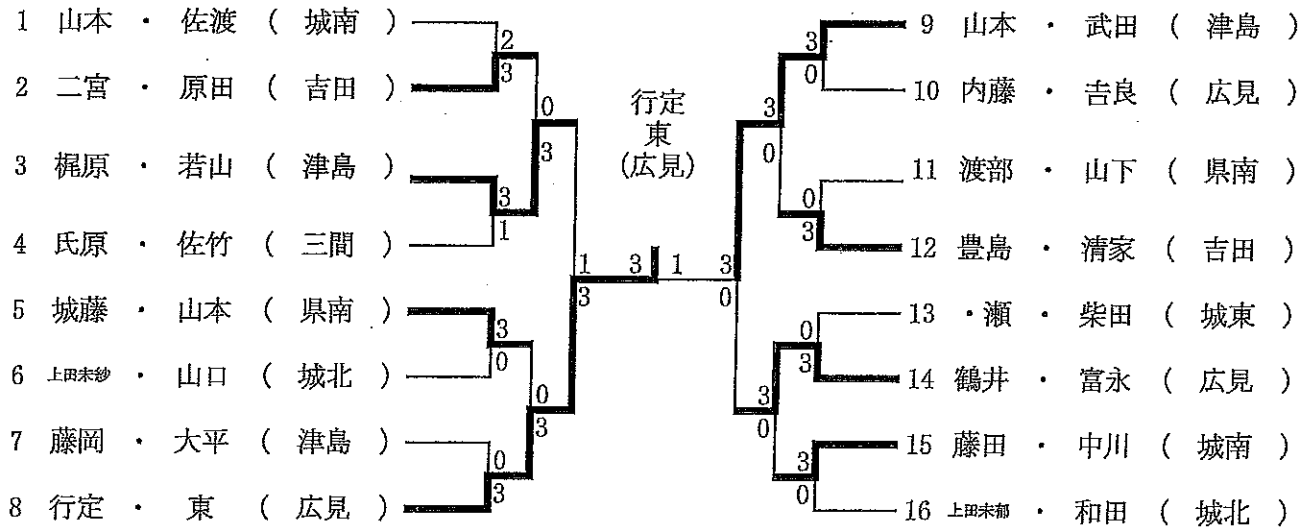 1 山本 ・ 佐渡 ( 城南 )
2 二宮 ・ 原田 ( 吉田 )
3 梶原 ・ 若山 ( 津島 )
4 氏原 ・ 佐竹 ( 三間 )
5 城藤 ・ 山本 ( 県南 )
6 上田未紗 ・ 山口 ( 城北 )
7 藤岡 ・ 大平 ( 津島 )
8 行定 ・ 東 ( 広見 )
2
3
3
1
3
0
0
3
0
3
0
3
1
3
3
行定
東
(広見)
1
3
0
3
0
3
0
3
0
0
3
0
3
3
0
9 山本 ・ 武田 ( 津島 )
10 内藤 ・ 吉良 ( 広見 )
11 渡部 ・ 山下 ( 県南 )
12 豊島 ・ 清家 ( 吉田 )
13 ・瀬 ・ 柴田 ( 城東 )
14 鶴井 ・ 富永 ( 広見 )
15 藤田 ・ 中川 ( 城南 )
16 上田未郁 ・ 和田 ( 城北 )